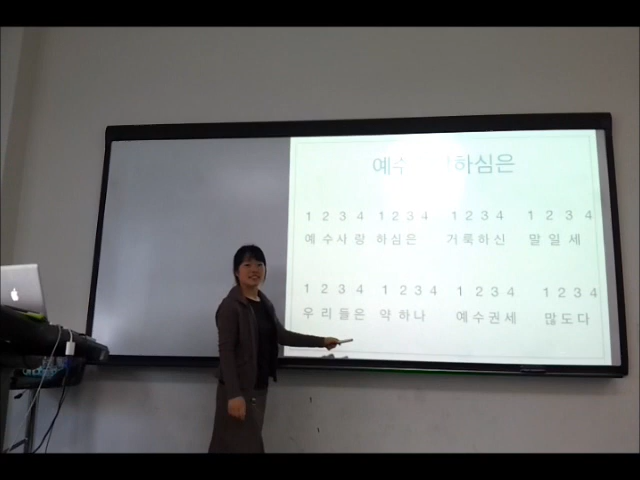 예수 하심은
1 2 3 4 1 2 3 4 1 2 3 4 1 2 3 4
예 수 사 랑 하 심 은 거 룩 하 신 말 일 세
1 2 3 4 1 2 3 4 1 2 3 4 1 2 3 4
우 리 들 은 약 하 나 예 수 권 세 많 도 다